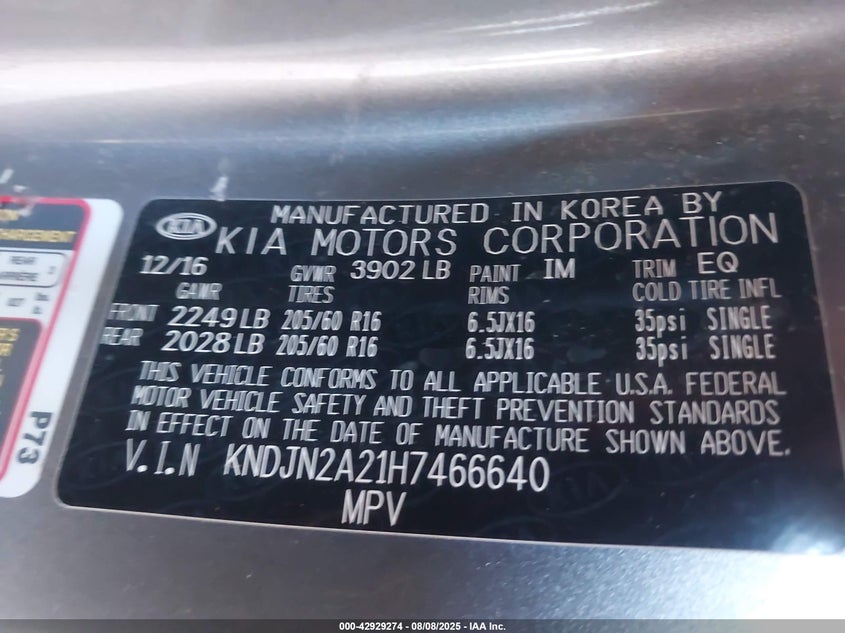 KIA
MANUFACTURED IN KOREA BY
KIA MOTORS CORPORATION
12/16 GVWR 3902 LB PAINT IM TRIM EQ
GAWR TIRES RIMS COLD TIRE INFL
FRONT 2249 LB 205/60 R16 6.5JX16 35psi SINGLE
REAR 2028 LB 205/60 R16 6.5JX16 35psi SINGLE
THIS VEHICLE CONFORMS TO ALL APPLICABLE U.S.A. FEDERAL
MOTOR VEHICLE SAFETY AND THEFT PREVENTION STANDARDS
IN EFFECT ON THE DATE OF MANUFACTURE SHOWN ABOVE.
V.I.N KNDJN2A21H7466640
MPV
REAR
P73
000-42929274 - 08/08/2025 - IAA Inc.